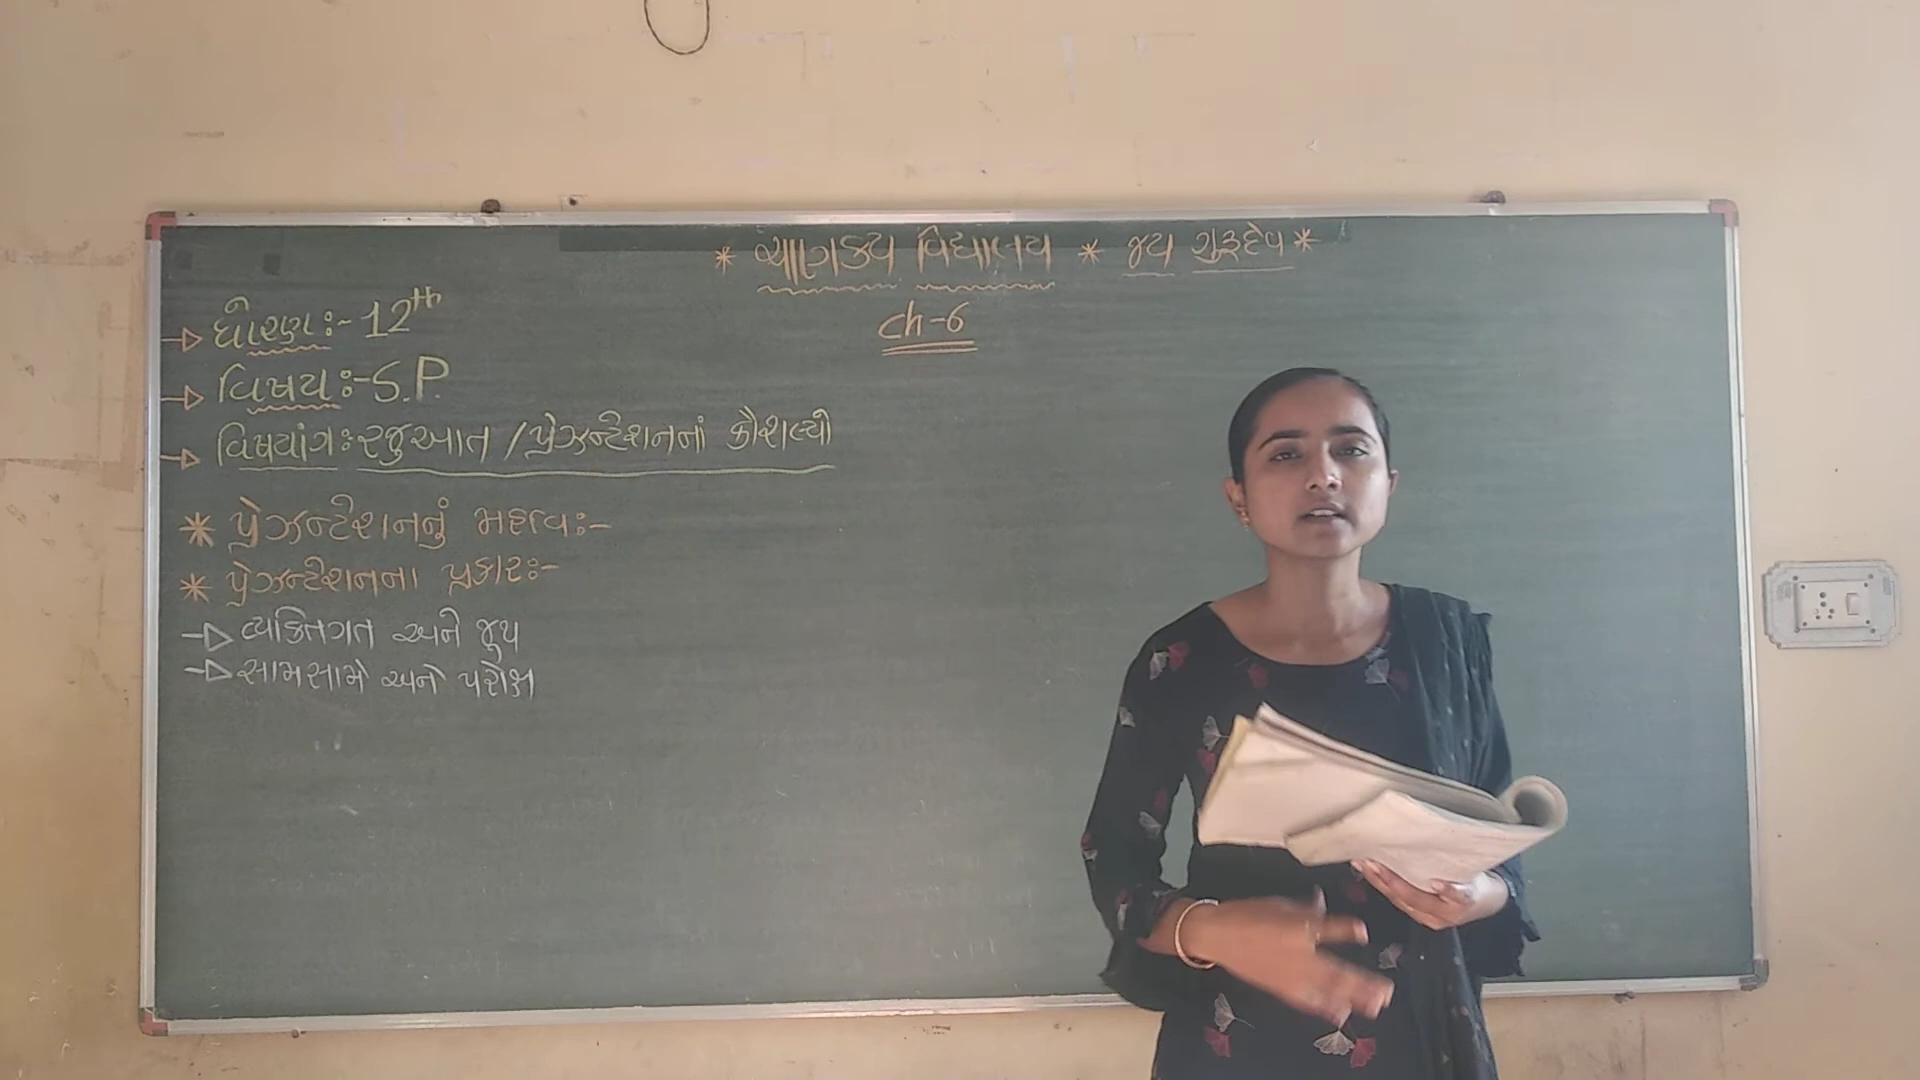 * ચાણક્ય વિદ્યાલય * જય ગુરૂદેવ *
ch-6
→ ધોરણ :- 12th
→ વિષય :- S.P.
→ વિષયાંગ : રજુઆત / પ્રેઝન્ટેશનનાં કૌશલ્યો
* પ્રેઝન્ટેશનનું મહત્વ :-
* પ્રેઝન્ટેશનના પ્રકાર :-
→ વ્યક્તિગત અને જુથ
→ સામસામે અને પરોક્ષ